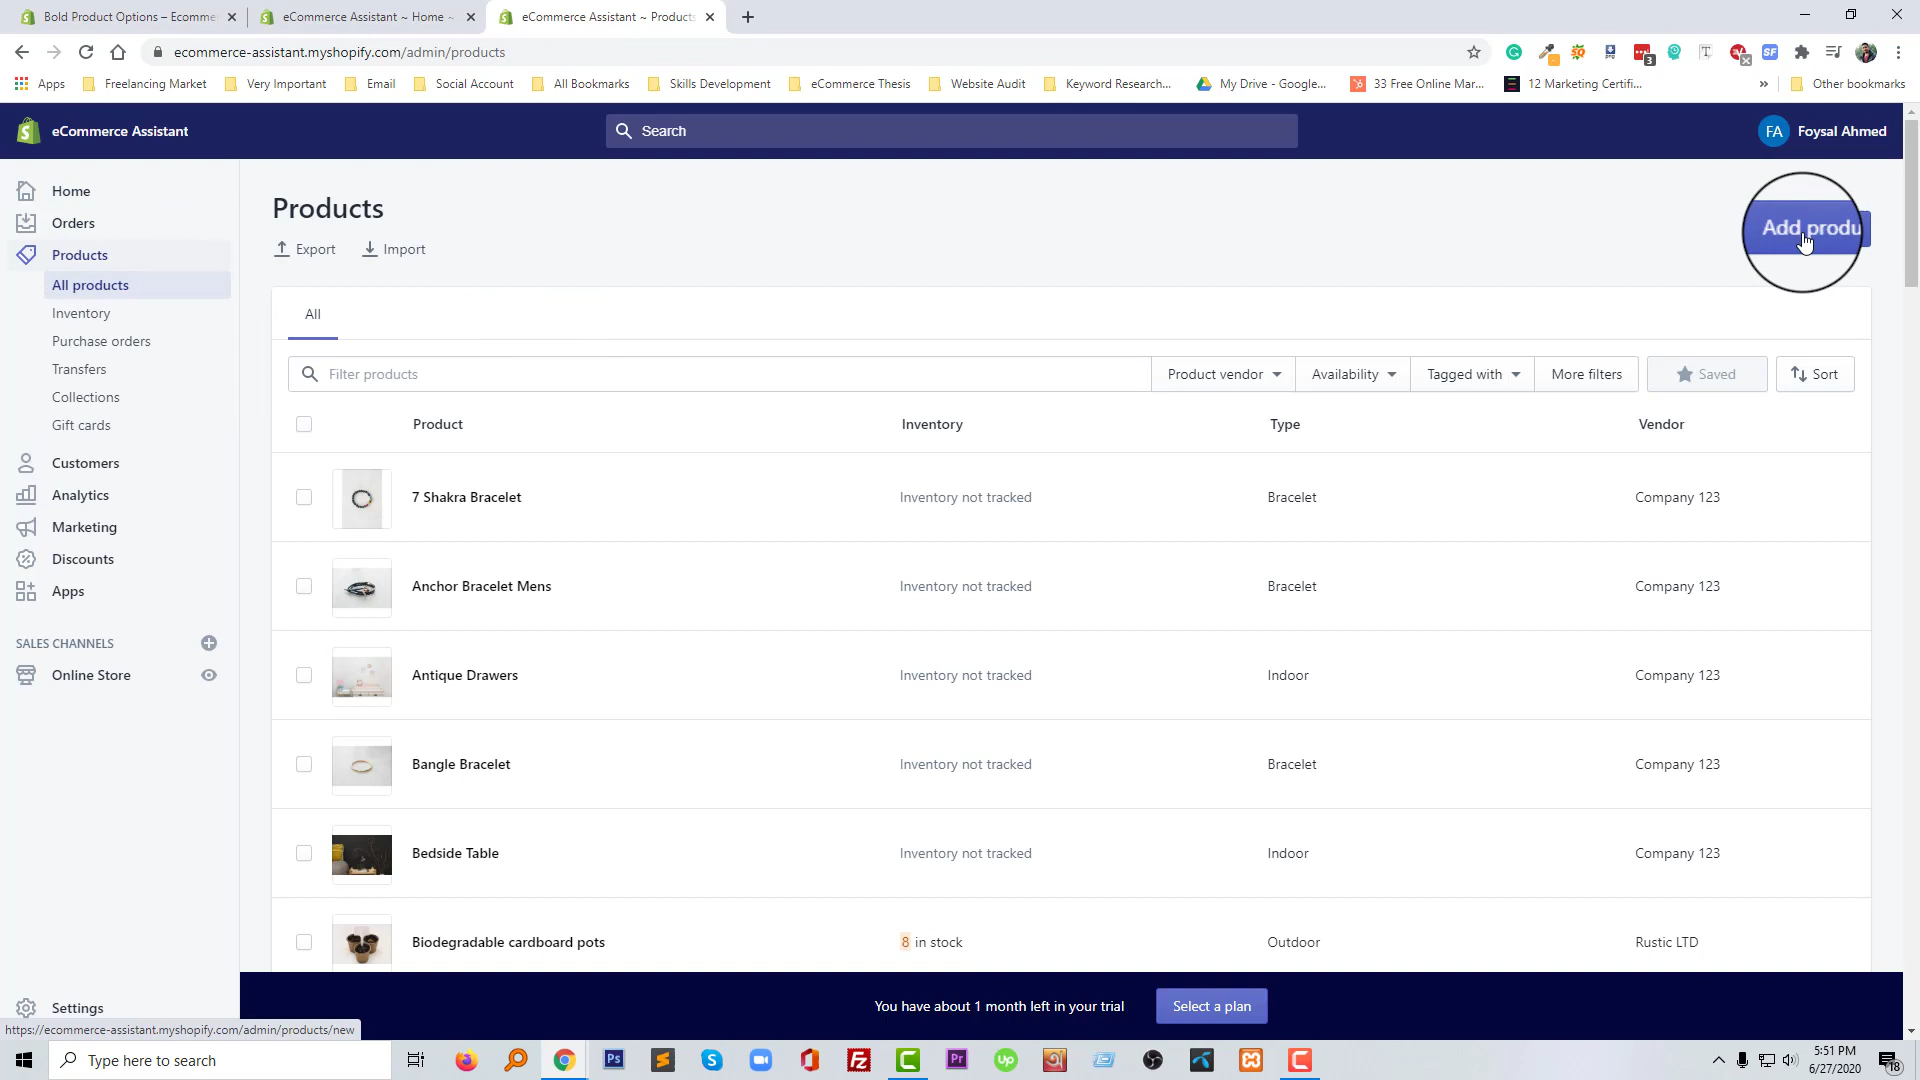 Bold Product Options – Ecomme
eCommerce Assistant ~ Home ~
eCommerce Assistant ~ Products
ecommerce-assistant.myshopify.com/admin/products
3
SF
Apps
Freelancing Market
Very Important
Email
Social Account
All Bookmarks
Skills Development
eCommerce Thesis
Website Audit
Keyword Research...
My Drive - Google...
33 Free Online Mar...
12 Marketing Certifi...
Other bookmarks
eCommerce Assistant
Search
FA
Foysal Ahmed
Home
Orders
Products
All products
Inventory
Purchase orders
Transfers
Collections
Gift cards
Customers
Analytics
Marketing
Discounts
Apps
SALES CHANNELS
Online Store
Settings
Products
Export
Import
Add produ
All
Filter products
Product vendor
Availability
Tagged with
More filters
Saved
Sort
Product Inventory Type Vendor
7 Shakra Bracelet Inventory not tracked Bracelet Company 123
Anchor Bracelet Mens Inventory not tracked Bracelet Company 123
Antique Drawers Inventory not tracked Indoor Company 123
Bangle Bracelet Inventory not tracked Bracelet Company 123
Bedside Table Inventory not tracked Indoor Company 123
Biodegradable cardboard pots 8 in stock Outdoor Rustic LTD
You have about 1 month left in your trial
Select a plan
https://ecommerce-assistant.myshopify.com/admin/products/new
Type here to search
Ps
Pr
Up
5:51 PM
6/27/2020
18